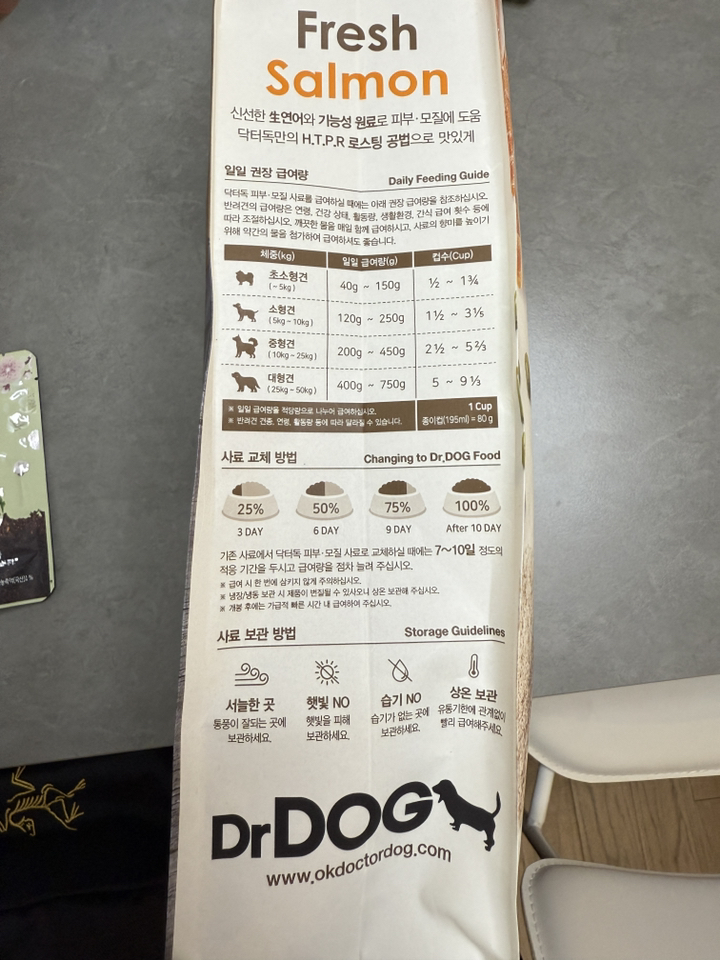 Fresh
Salmon
신선한 生연어와 기능성 원료로 피부·모질에 도움
닥터독만의 H.T.P.R 로스팅 공법으로 맛있게
일일 권장 급여량 Daily Feeding Guide
닥터독 피부·모질 사료를 급여하실 때에는 아래 권장 급여량을 참조하십시오.
반려견의 급여량은 연령, 건강 상태, 활동량, 생활환경, 간식 급여 횟수 등에
따라 조절하십시오. 깨끗한 물을 매일 함께 급여하시고, 사료의 향미를 높이기
위해 약간의 물을 첨가하여 급여하셔도 좋습니다.
체중(kg) 일일 급여량(g) 컵수(Cup)
초소형견 (~5kg) 40g ~ 150g ½ ~ 1¾
소형견 (5kg~10kg) 120g ~ 250g 1½ ~ 3⅕
중형견 (10kg~25kg) 200g ~ 450g 2½ ~ 5⅔
대형견 (25kg~50kg) 400g ~ 750g 5 ~ 9⅓
※ 일일 급여량을 적당량으로 나누어 급여하십시오.
※ 반려견 견종, 연령, 활동량 등에 따라 달라질 수 있습니다.
1 Cup
종이컵(195ml) = 80 g
사료 교체 방법 Changing to Dr.DOG Food
25% 50% 75% 100%
3 DAY 6 DAY 9 DAY After 10 DAY
기존 사료에서 닥터독 피부·모질 사료로 교체하실 때에는 7~10일 정도의
적응 기간을 두시고 급여량을 점차 늘려 주십시오.
※ 급여 시 한 번에 삼키지 않게 주의하십시오.
※ 냉장/냉동 보관 시 제품이 변질될 수 있사오니 상온 보관해 주십시오.
※ 개봉 후에는 가급적 빠른 시간 내 급여하여 주십시오.
사료 보관 방법 Storage Guidelines
서늘한 곳 햇빛 NO 습기 NO 상온 보관
통풍이 잘되는 곳에 햇빛을 피해 습기가 없는 곳에 유통기한에 관계없이
보관하세요. 보관하세요. 보관하세요. 빨리 급여해주세요.
DrDOG
www.okdoctordog.com